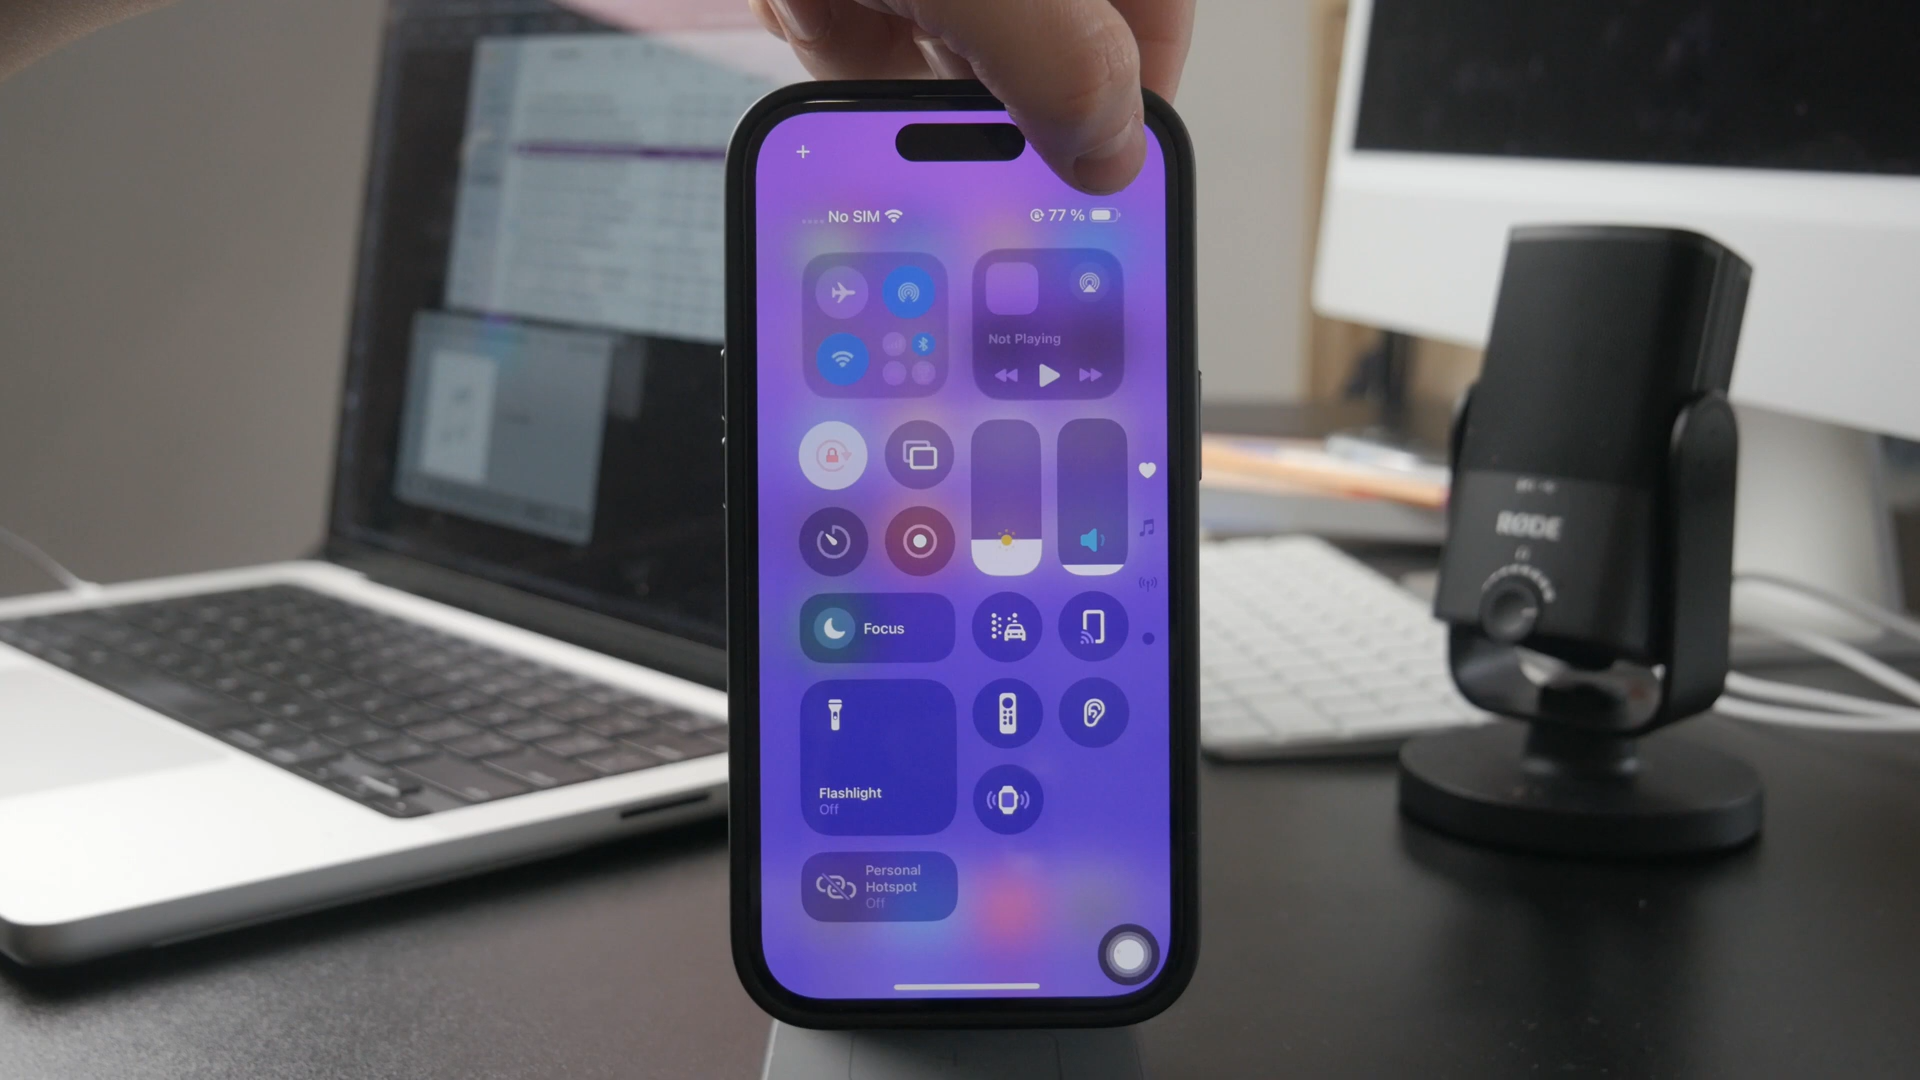 No SIM
77 %
Not Playing
Focus
Flashlight
Off
Personal
Hotspot
Off
RØDE